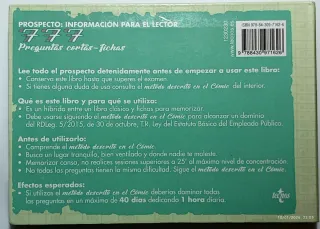 PROSPECTO: INFORMACIÓN PARA EL LECTOR
777
Preguntas cortas-fichas
Lee todo el prospecto detenidamente antes de empezar a usar este libro:
• Conserve este libro hasta que quiera superar el examen.
• Si tienes alguna duda de uso consulta el método descrito en el Cómic del interior.
Qué es este libro y para qué se utiliza:
• Es un híbrido entre un libro clásico y fichas para memorizar.
• Debe usarse siguiendo el método descrito en el Cómic para alcanzar un dominio
del RDLeg. 5/2015, de 30 de octubre, T.R. Ley del Estatuto Básico del Empleado Público.
Antes de utilizarlo:
• Comprende el método descrito en el Cómic.
• Busca un lugar tranquilo, bien ventilado y donde nadie te moleste.
• Memorizar cansa, no realices sesiones superiores a 25' al máximo nivel de concentración.
• No todas las preguntas tienen la misma dificultad. Sigue el método descrito en el Cómic.
Efectos esperados:
• Si utilizas el método descrito en el Cómic deberías dominar todas
las preguntas en un máximo de 40 días dedicando 1 hora diaria.
tecnos